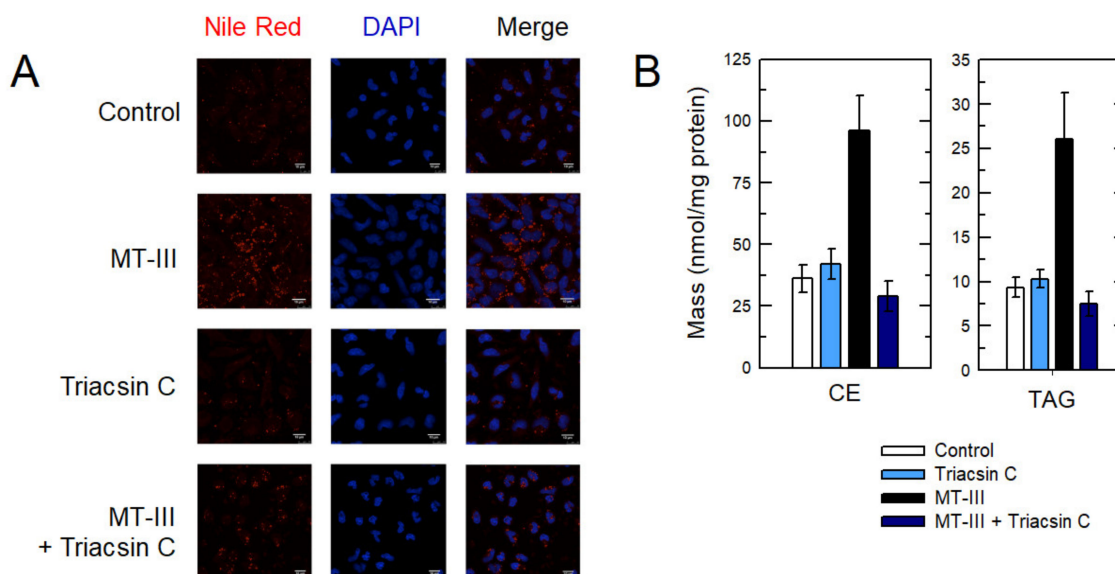 A
Nile Red
DAPI
Merge
Control
MT-III
Triacsin C
MT-III
+ Triacsin C
B
Mass (nmol/mg protein)
125
100
75
50
25
0
CE
35
30
25
20
15
10
5
0
TAG
Control
Triacsin C
MT-III
MT-III + Triacsin C